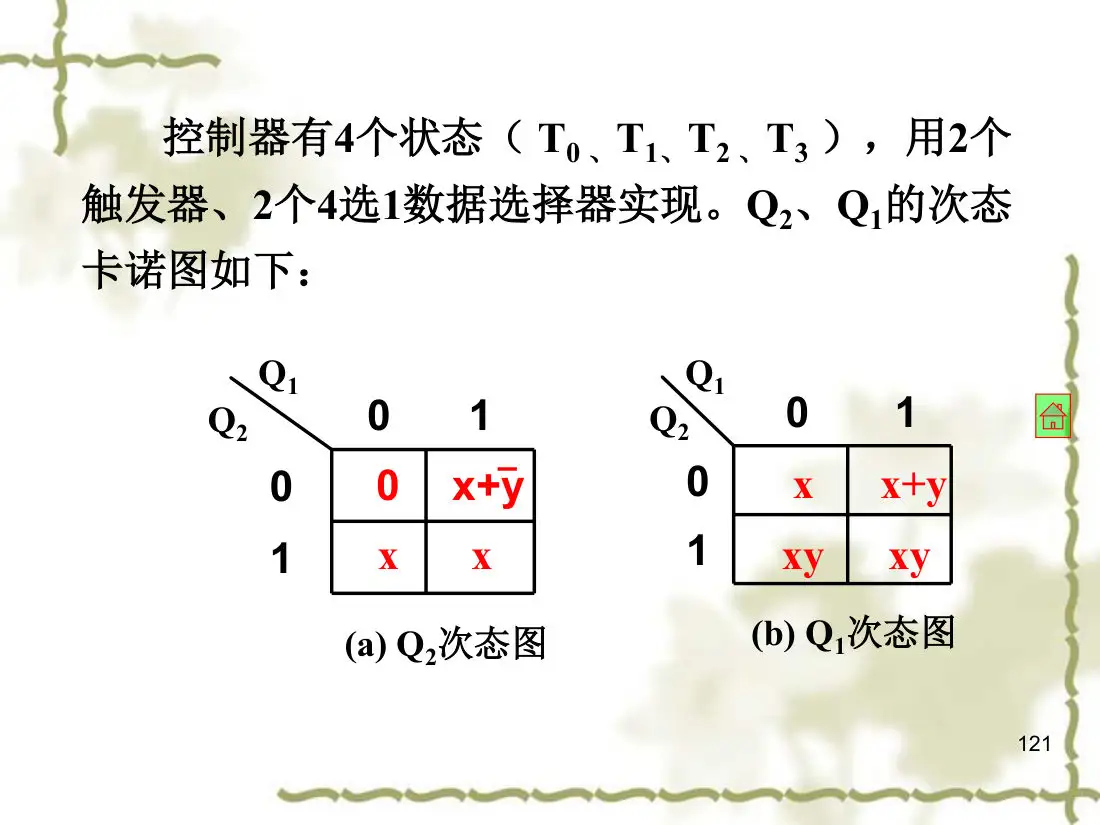 控制器有4个状态（ T₀ 、T₁、T₂ 、T₃ ），用2个
触发器、2个4选1数据选择器实现。Q₂、Q₁的次态
卡诺图如下：
Q₁
Q₂
0 1
0 0 x+y̅
1 x x
(a) Q₂次态图
Q₁
Q₂
0 1
0 x x+y
1 xy xy
(b) Q₁次态图
121